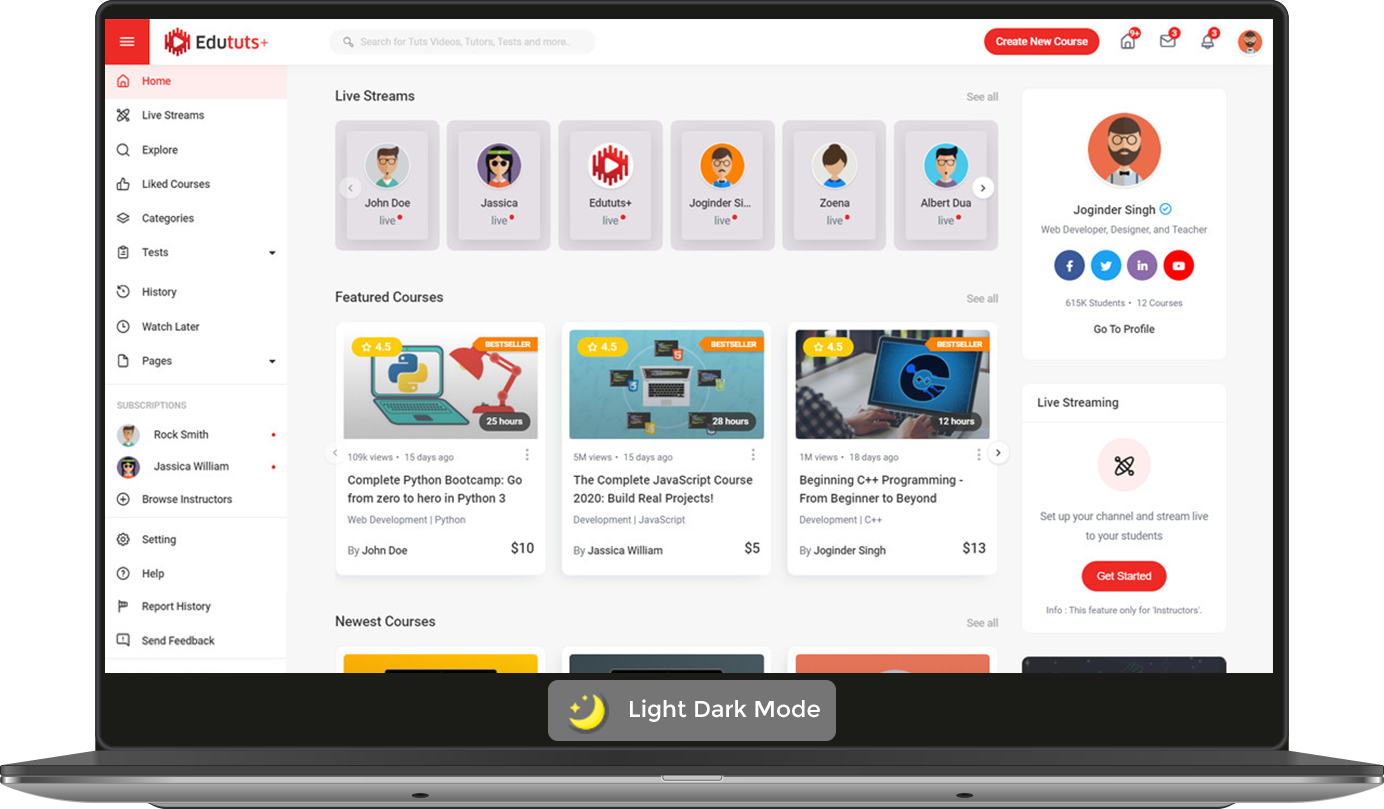 Edututs+
Search for Tuts Videos, Tutors, Tests and more..
Create New Course
9+
3
3
Home
Live Streams
Explore
Liked Courses
Categories
Tests
History
Watch Later
Pages
SUBSCRIPTIONS
Rock Smith
Jassica William
Browse Instructors
Setting
Help
Report History
Send Feedback
Live Streams
See all
John Doe
live
Jassica
live
Edututs+
live
Joginder Si...
live
Zoena
live
Albert Dua
live
Featured Courses
See all
4.5
BESTSELLER
25 hours
109k views • 15 days ago
Complete Python Bootcamp: Go
from zero to hero in Python 3
Web Development | Python
By John Doe
$10
4.5
BESTSELLER
28 hours
5M views • 15 days ago
The Complete JavaScript Course
2020: Build Real Projects!
Development | JavaScript
By Jassica William
$5
4.5
BESTSELLER
12 hours
1M views • 18 days ago
Beginning C++ Programming -
From Beginner to Beyond
Development | C++
By Joginder Singh
$13
Newest Courses
See all
Joginder Singh
Web Developer, Designer, and Teacher
615K Students • 12 Courses
Go To Profile
Live Streaming
Set up your channel and stream live
to your students
Get Started
Info : This feature only for 'Instructors'.
Light Dark Mode